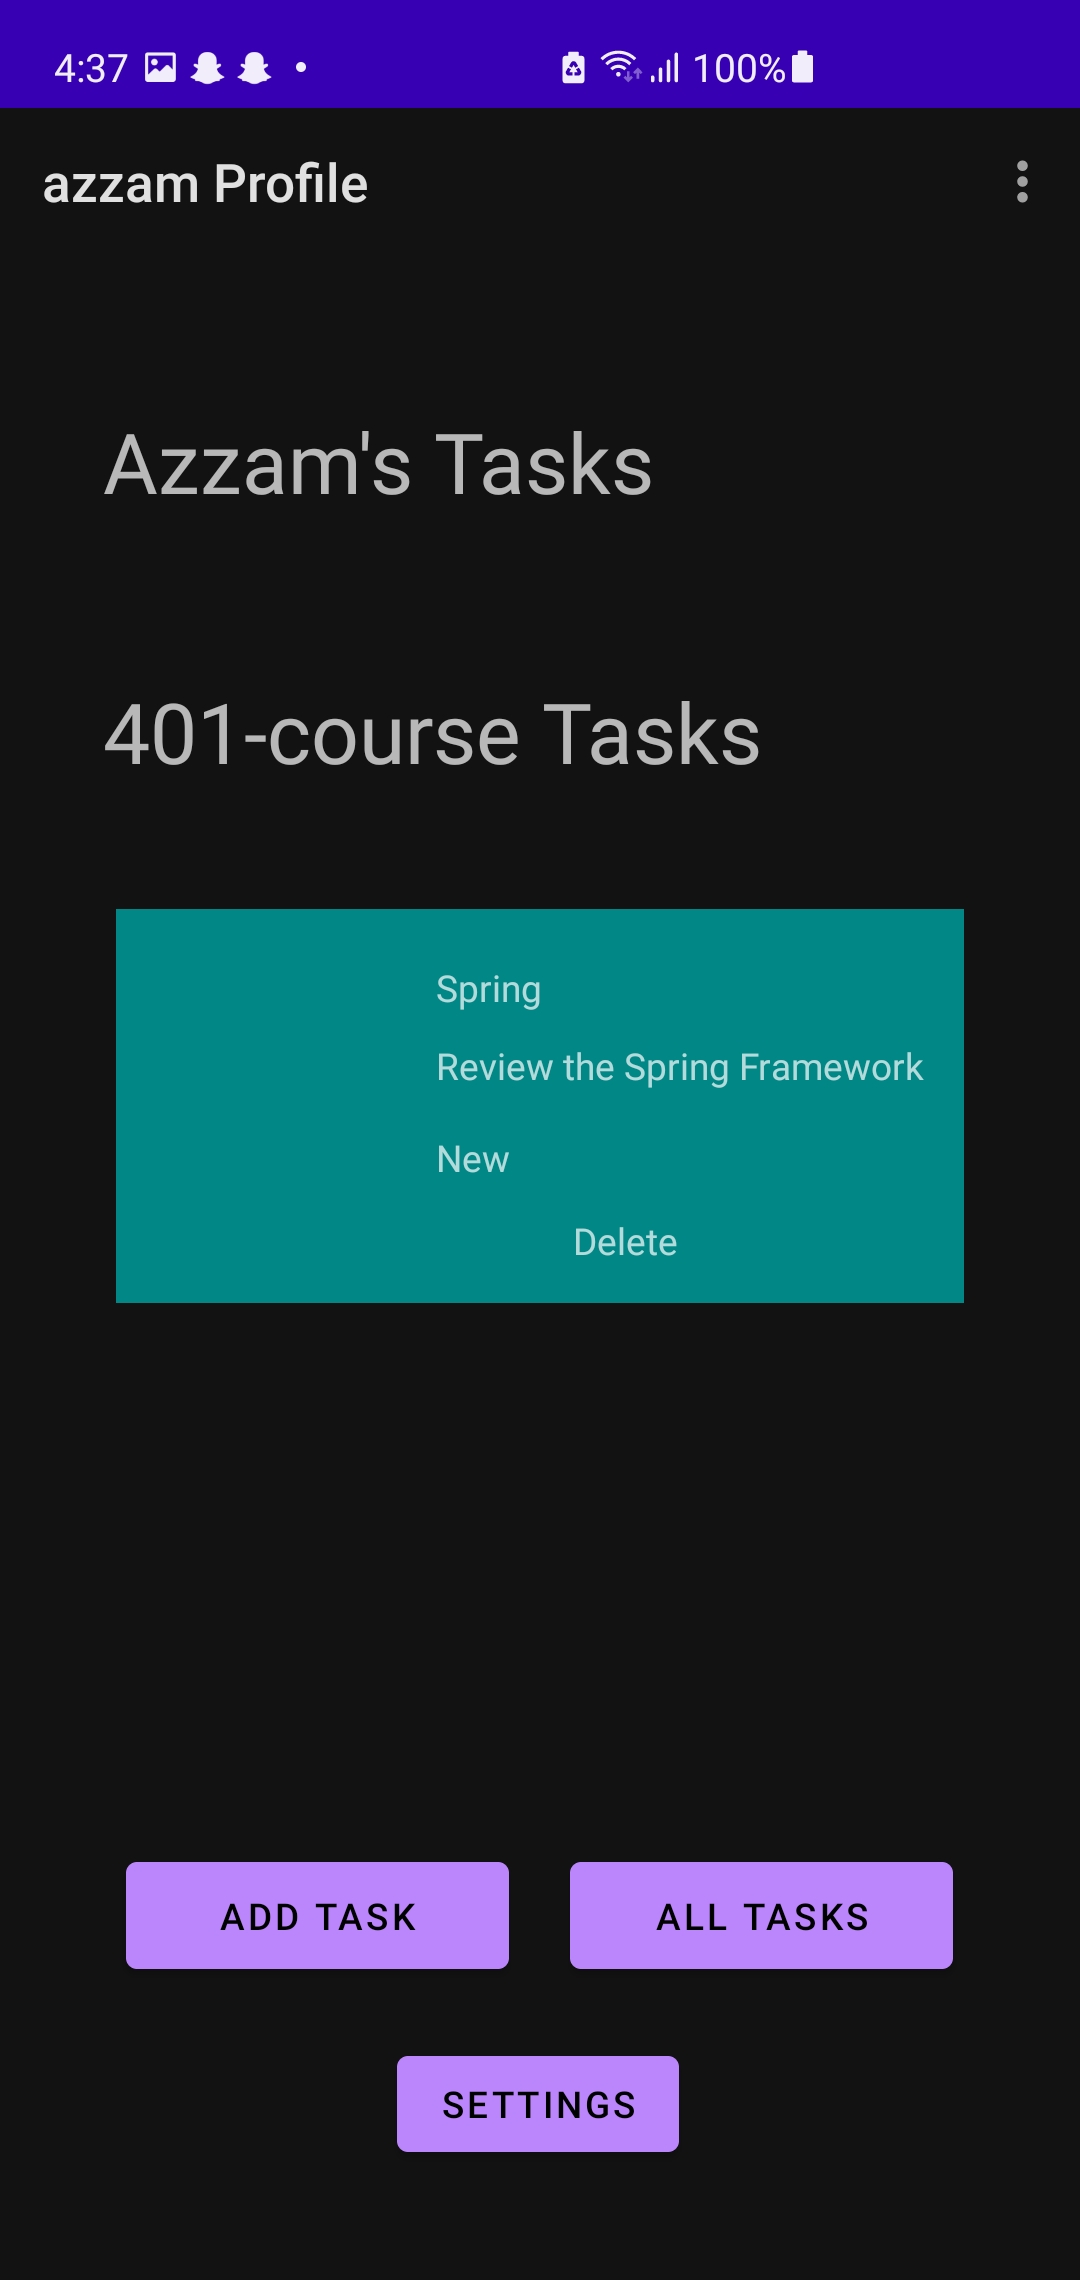 4:37 100%
azzam Profile
Azzam's Tasks
401-course Tasks
Spring
Review the Spring Framework
New
Delete
ADD TASK ALL TASKS
SETTINGS